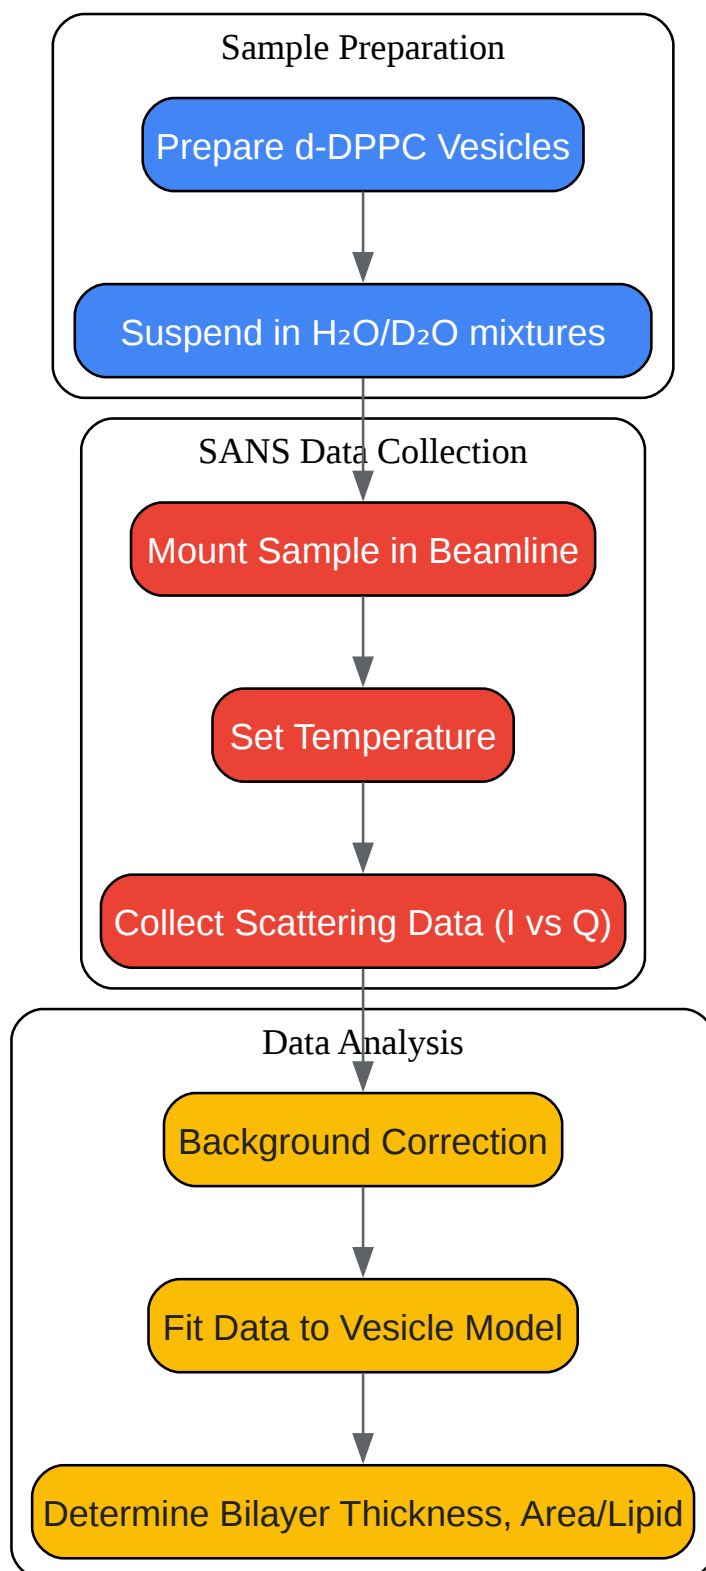 Sample Preparation
Prepare d-DPPC Vesicles
Suspend in H₂O/D₂O mixtures
SANS Data Collection
Mount Sample in Beamline
Set Temperature
Collect Scattering Data (I vs Q)
Data Analysis
Background Correction
Fit Data to Vesicle Model
Determine Bilayer Thickness, Area/Lipid